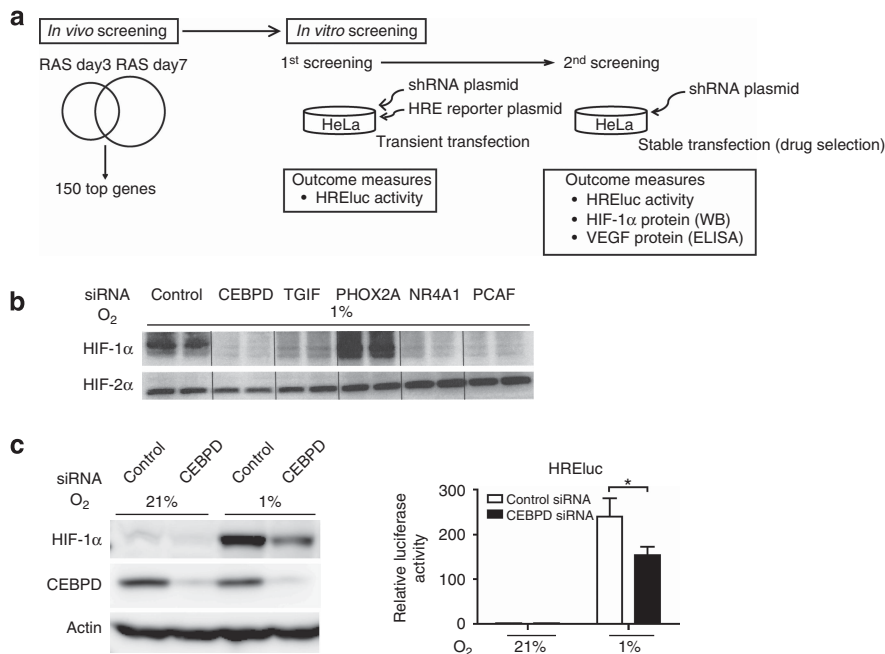 a
In vivo screening
In vitro screening
RAS day3 RAS day7
150 top genes
1st screening
2nd screening
shRNA plasmid
HRE reporter plasmid
HeLa
Transient transfection
shRNA plasmid
HeLa
Stable transfection (drug selection)
Outcome measures
• HREluc activity
Outcome measures
• HREluc activity
• HIF-1α protein (WB)
• VEGF protein (ELISA)
b
siRNA Control CEBPD TGIF PHOX2A NR4A1 PCAF
O2 1%
HIF-1α
HIF-2α
c
siRNA Control CEBPD Control CEBPD
O2 21% 1%
HIF-1α
CEBPD
Actin
HREluc
Relative luciferase
activity
300
200
100
0
Control siRNA
CEBPD siRNA
*
O2 21% 1%